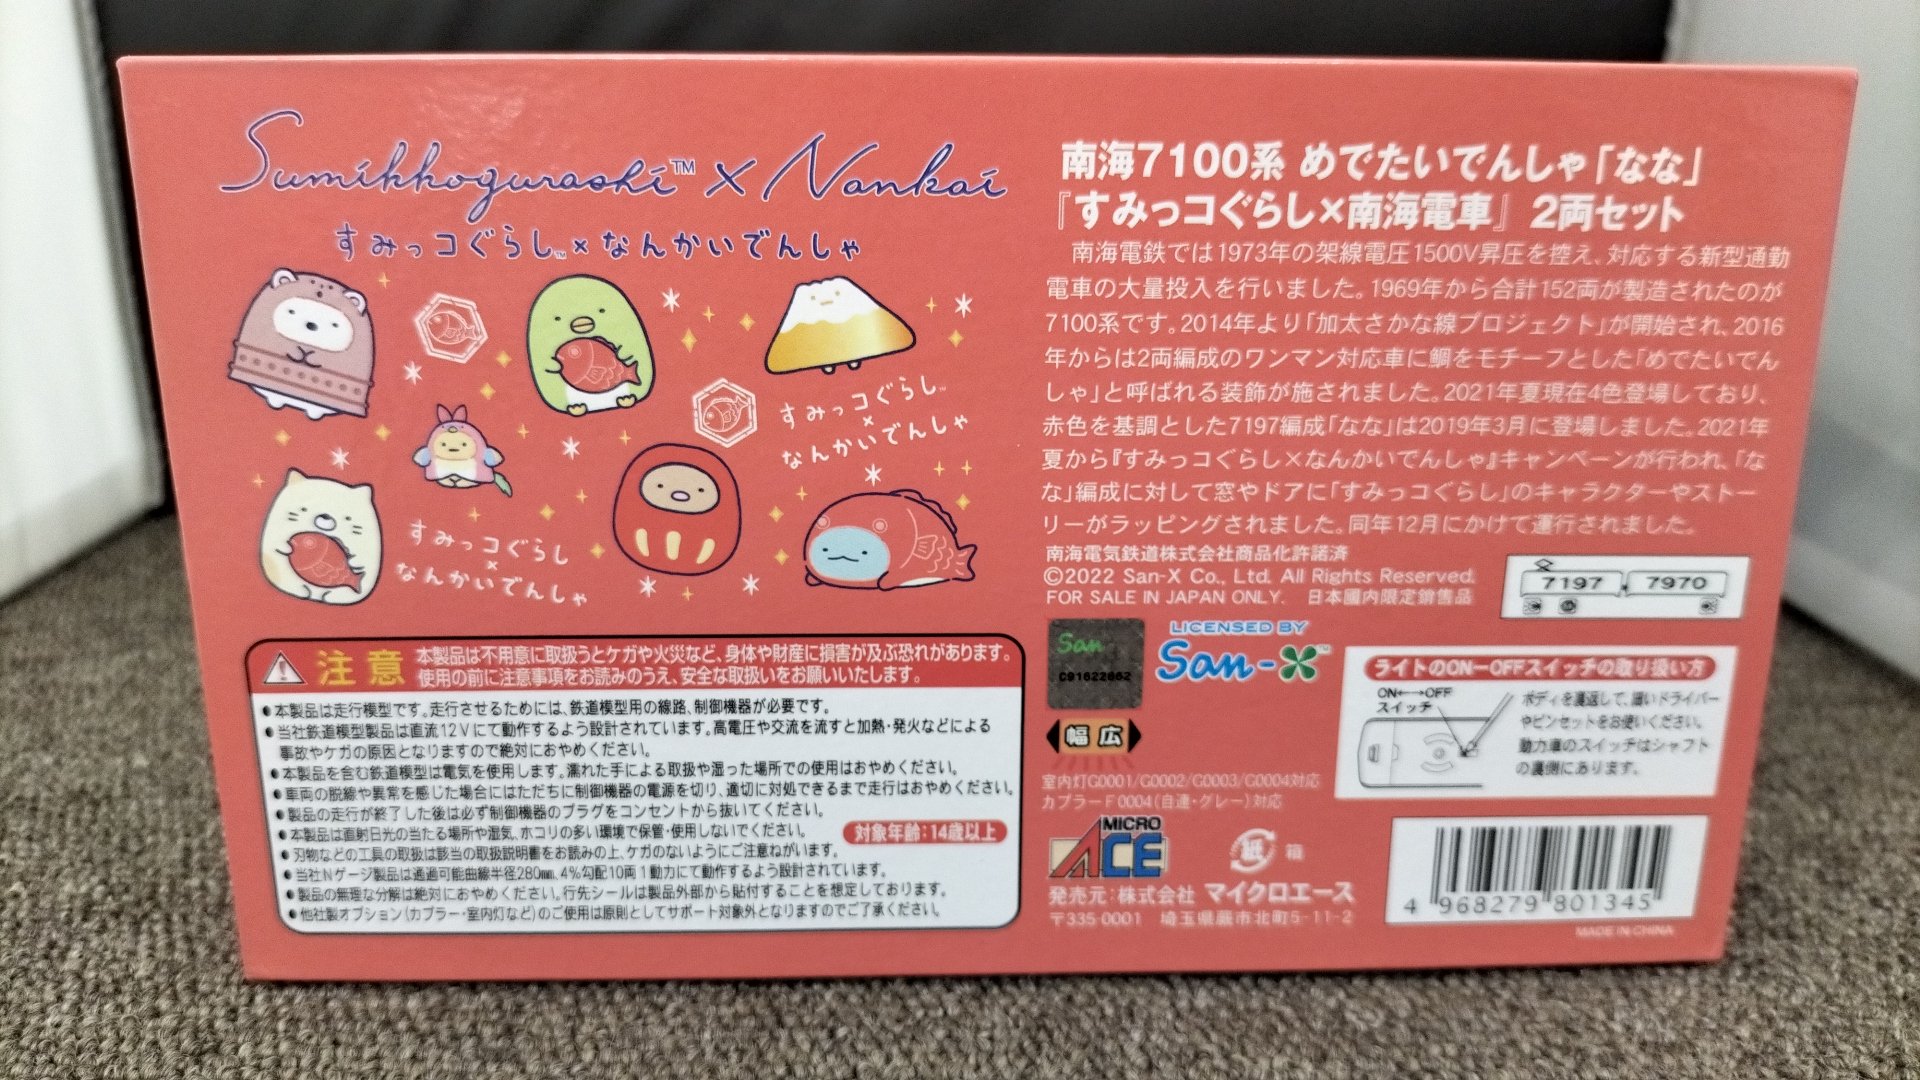 Sumikkogurashi™ × Nankai
すみっコぐらし™×なんかいでんしゃ
すみっコぐらし™
×
なんかいでんしゃ
すみっコぐらし
×
なんかいでんしゃ
注意
本製品は不用意に取扱うとケガや火災など、身体や財産に損害が及ぶ恐れがあります。
使用の前に注意事項をお読みのうえ、安全な取扱いをお願いいたします。
●本製品は走行模型です。走行させるためには、鉄道模型用の線路、制御機器が必要です。
●当社鉄道模型製品は直流12Vにて動作するよう設計されています。高電圧や交流を流すと加熱・発火などによる
事故やケガの原因となりますので絶対におやめください。
●本製品を含む鉄道模型は電気を使用します。濡れた手による取扱や湿った場所での使用はおやめください。
●車両の脱線や異常を感じた場合にはただちに制御機器の電源を切り、適切に対処できるまで走行はおやめください。
●製品の走行が終了した後は必ず制御機器のプラグをコンセントから抜いてください。
●本製品は直射日光の当たる場所や湿気、ホコリの多い環境で保管・使用しないでください。
対象年齢：14歳以上
●刃物などの工具の取扱は該当の取扱説明書をお読みの上、ケガのないようにご注意ねがいます。
●当社Nゲージ製品は通過可能曲線半径280mm、4%勾配10両1動力にて動作するよう設計されています。
●製品の無理な分解は絶対におやめください。行先シールは製品外部から貼付することを想定しております。
●他社製オプション(カプラー・室内灯など)のご使用は原則としてサポート対象外となりますのでご了承ください。
南海7100系 めでたいでんしゃ「なな」
『すみっコぐらし×南海電車』 2両セット
南海電鉄では1973年の架線電圧1500V昇圧を控え、対応する新型通勤
電車の大量投入を行いました。1969年から合計152両が製造されたのが
7100系です。2014年より「加太さかな線プロジェクト」が開始され、2016
年からは2両編成のワンマン対応車に鯛をモチーフとした「めでたいでん
しゃ」と呼ばれる装飾が施されました。2021年夏現在4色登場しており、
赤色を基調とした7197編成「なな」は2019年3月に登場しました。2021年
夏から『すみっコぐらし×なんかいでんしゃ』キャンペーンが行われ、「な
な」編成に対して窓やドアに「すみっコぐらし」のキャラクターやストー
リーがラッピングされました。同年12月にかけて運行されました。
南海電気鉄道株式会社商品化許諾済
©2022 San-X Co., Ltd. All Rights Reserved.
FOR SALE IN JAPAN ONLY. 日本國内限定銷售品
7197 7970
San
C91622662
LICENSED BY
San-X™
幅広
室内灯G0001/G0002/G0003/G0004対応
カプラーF0004(自連・グレー)対応
ライトのON－OFFスイッチの取り扱い方
ON←→OFF
スイッチ
ボディを裏返して、細いドライバー
やピンセットをお使いください。
動力車のスイッチはシャフト
の裏側にあります。
MICRO
ACE
紙 箱
発売元：株式会社 マイクロエース
〒335-0001 埼玉県蕨市北町5-11-2
4 968279 801345
MADE IN CHINA